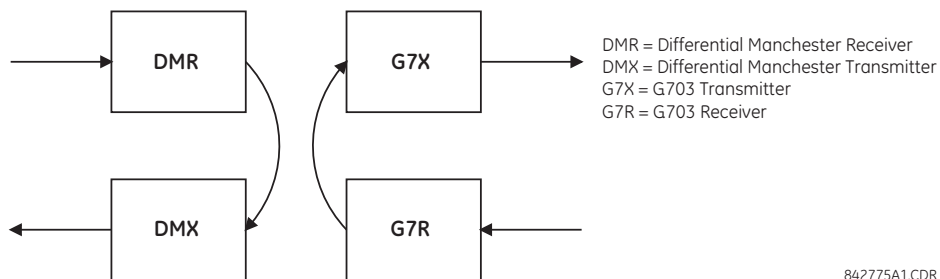 DMR
G7X
DMR = Differential Manchester Receiver
DMX = Differential Manchester Transmitter
G7X = G703 Transmitter
G7R = G703 Receiver
DMX
G7R
842775A1.CDR